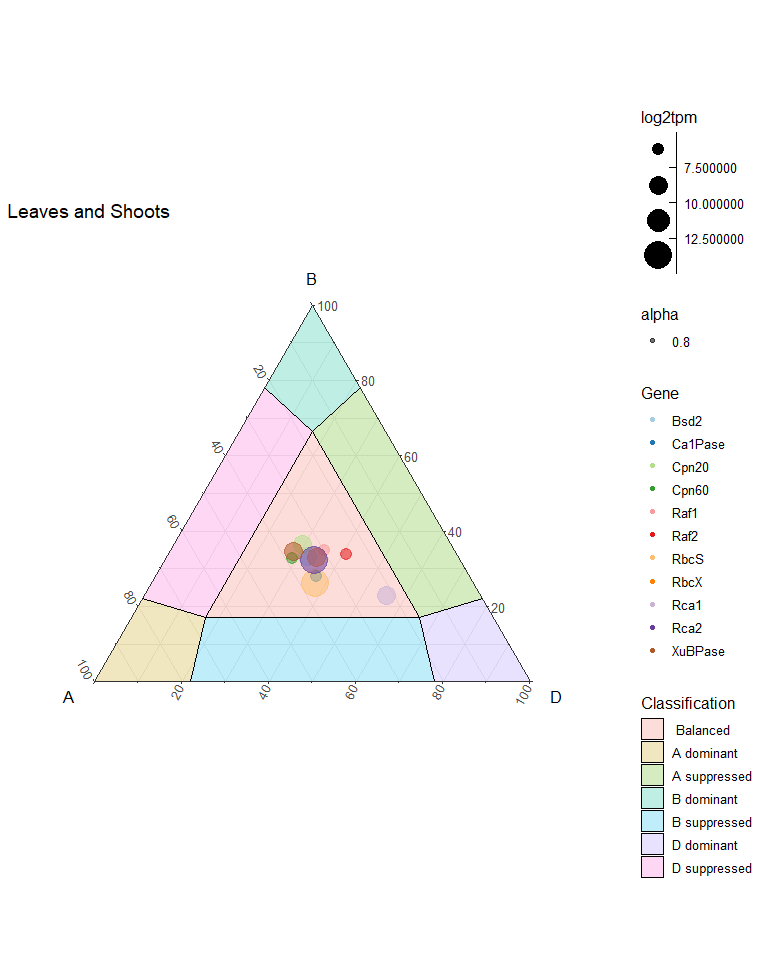 Leaves and Shoots
B
100
80
60
40
20
20
40
60
80
100
A
20
40
60
80
100
D
log2tpm
7.500000
10.000000
12.500000
alpha
0.8
Gene
Bsd2
Ca1Pase
Cpn20
Cpn60
Raf1
Raf2
RbcS
RbcX
Rca1
Rca2
XuBPase
Classification
Balanced
A dominant
A suppressed
B dominant
B suppressed
D dominant
D suppressed